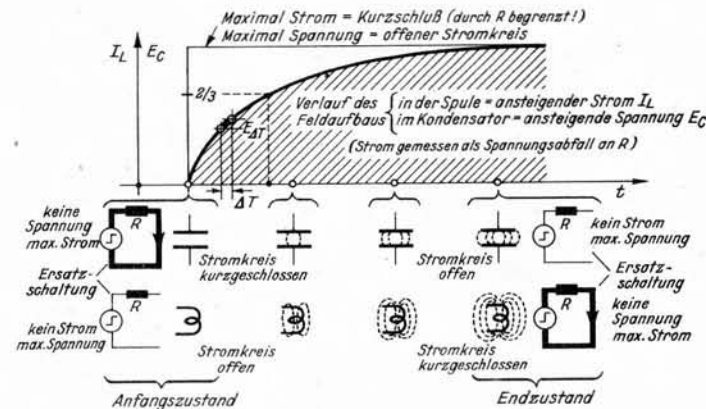 Maximal Strom = Kurzschluß (durch R begrenzt!)
Maximal Spannung = offener Stromkreis
I_L
E_C
2/3
Verlauf des
Feldaufbaus
in der Spule = ansteigender Strom I_L
im Kondensator = ansteigende Spannung E_C
(Strom gemessen als Spannungsabfall an R)
E_ΔT
ΔT
t
keine
Spannung
max. Strom
R
Stromkreis
kurzgeschlossen
Stromkreis
offen
kein Strom
max. Spannung
R
Ersatz-
schaltung
Ersatz-
schaltung
kein Strom
max. Spannung
R
Stromkreis
offen
Stromkreis
kurzgeschlossen
R
keine
Spannung
max. Strom
Anfangszustand
Endzustand